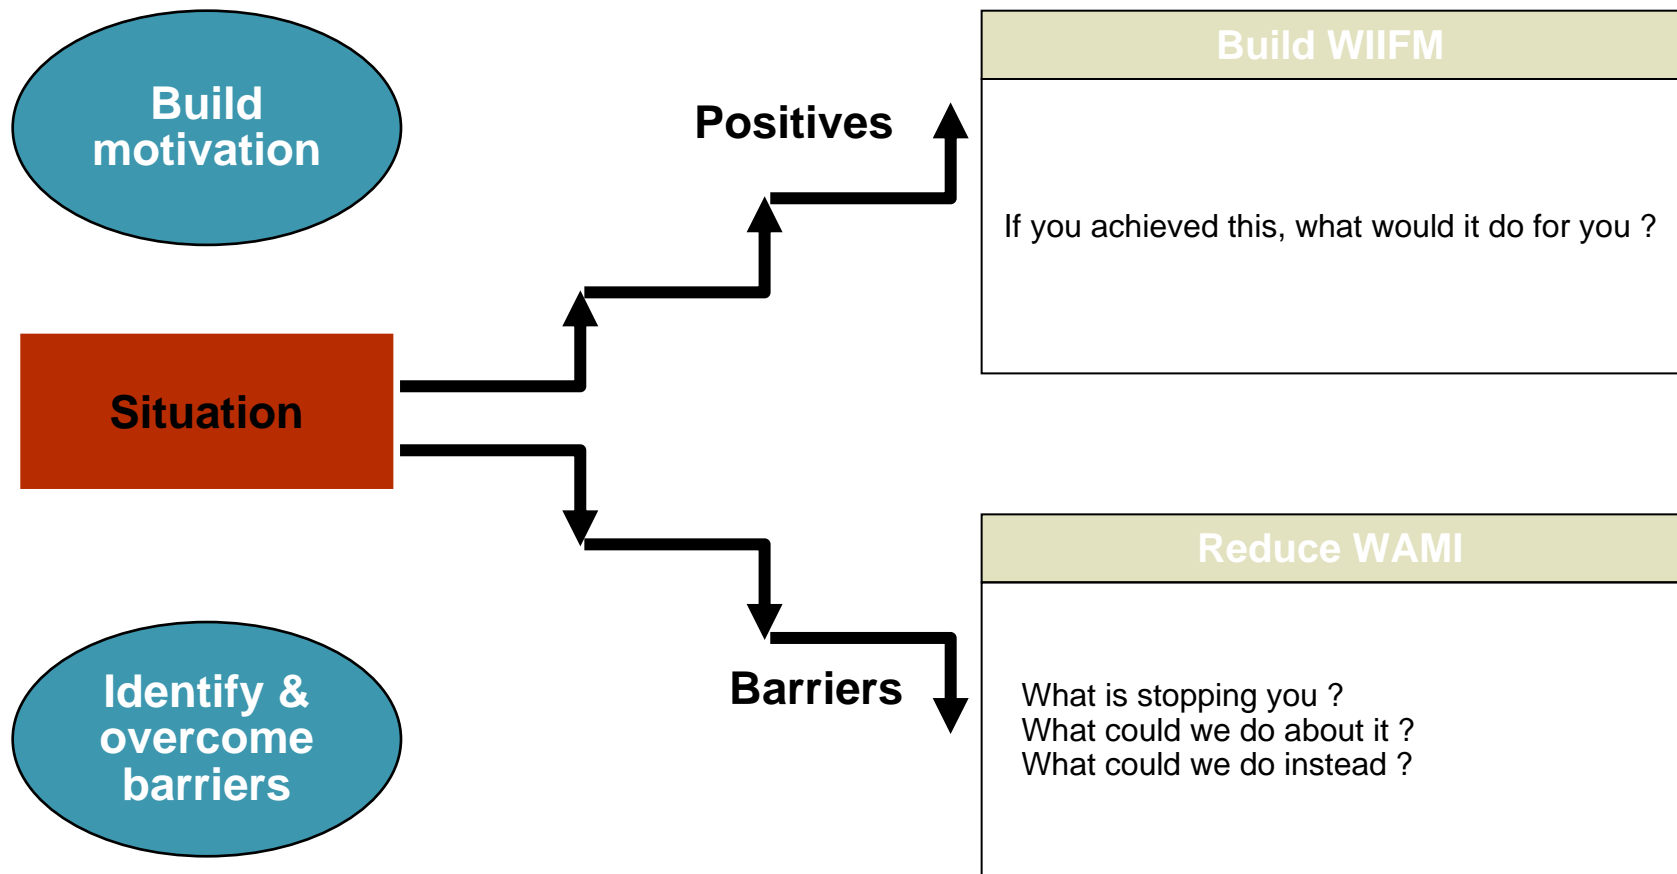 Build
motivation
Positives
Build WIIFM
If you achieved this, what would it do for you ?
Situation
Identify &
overcome
barriers
Barriers
Reduce WAMI
What is stopping you ?
What could we do about it ?
What could we do instead ?